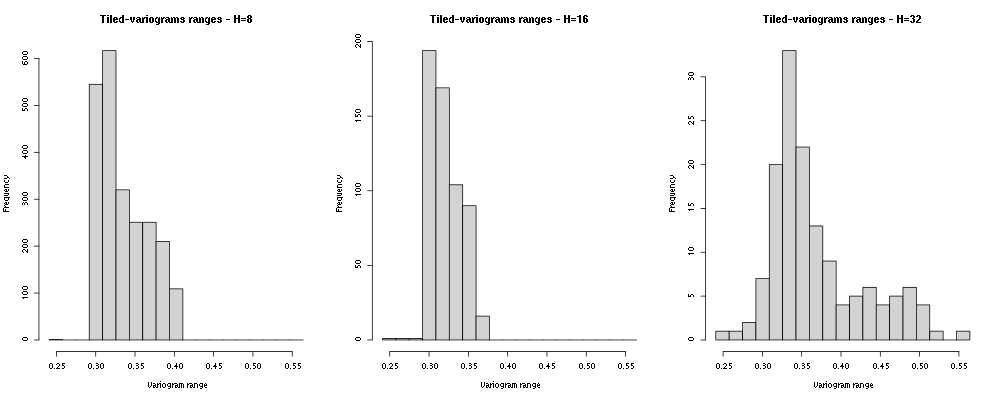 Tiled-variograms ranges - H=8
Tiled-variograms ranges - H=16
Tiled-variograms ranges - H=32
Frequency
0
100
200
300
400
500
600
0.25 0.30 0.35 0.40 0.45 0.50 0.55
Variogram range
Frequency
0
50
100
150
200
0.25 0.30 0.35 0.40 0.45 0.50 0.55
Variogram range
Frequency
0
5
10
15
20
25
30
0.25 0.30 0.35 0.40 0.45 0.50 0.55
Variogram range